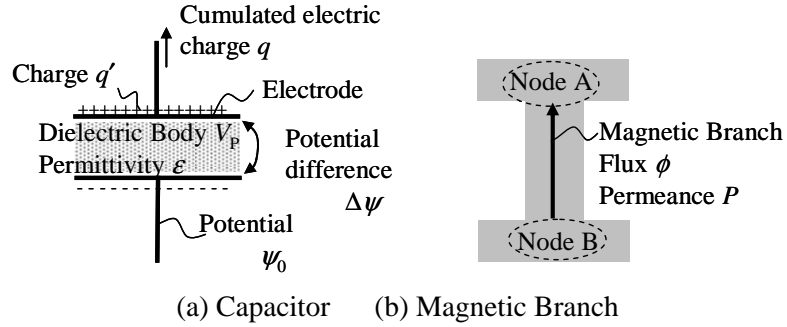 Cumulated electric
charge q
Charge q′
Electrode
++++++++++++++++
Dielectric Body V_P
Permittivity ε
Potential
difference
Δψ
- - - - - - - - - - - -
Potential
ψ₀
Node A
Magnetic Branch
Flux ϕ
Permeance P
Node B
(a) Capacitor (b) Magnetic Branch